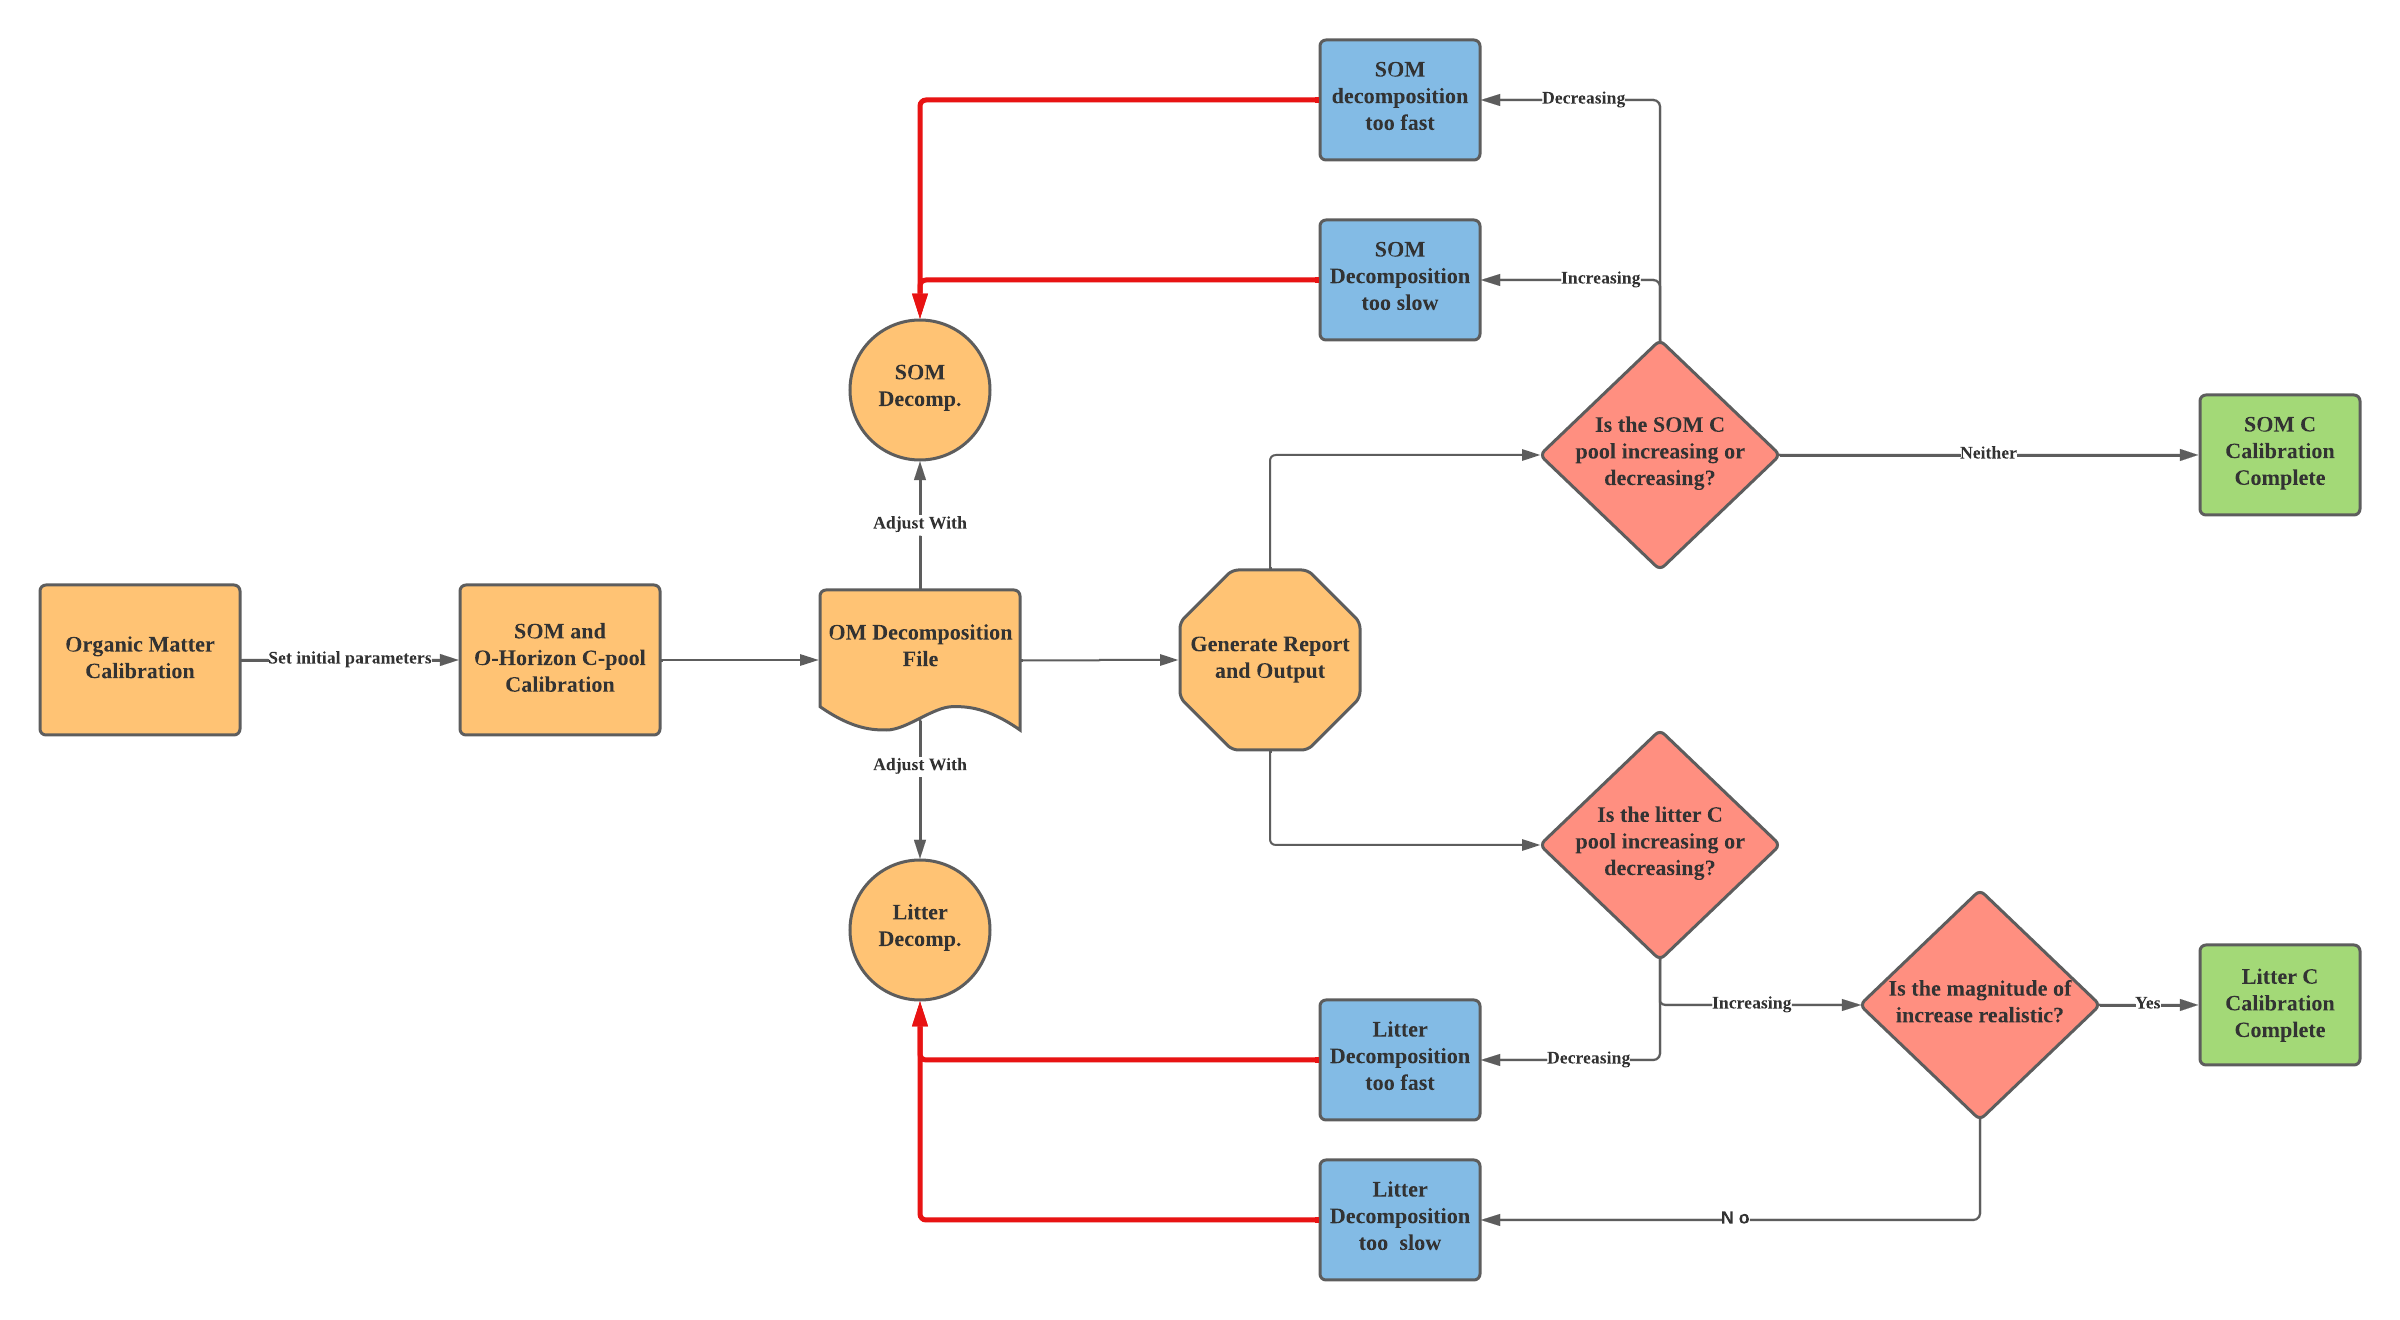 SOM
decomposition
too fast
Decreasing
SOM
Decomposition
too slow
Increasing
SOM
Decomp.
Is the SOM C
pool increasing or
decreasing?
Neither
SOM C
Calibration
Complete
Adjust With
Organic Matter
Calibration
Set initial parameters
SOM and
O-Horizon C-pool
Calibration
OM Decomposition
File
Generate Report
and Output
Adjust With
Is the litter C
pool increasing or
decreasing?
Litter
Decomp.
Increasing
Is the magnitude of
increase realistic?
Yes
Litter C
Calibration
Complete
Litter
Decomposition
too fast
Decreasing
Litter
Decomposition
too  slow
N o